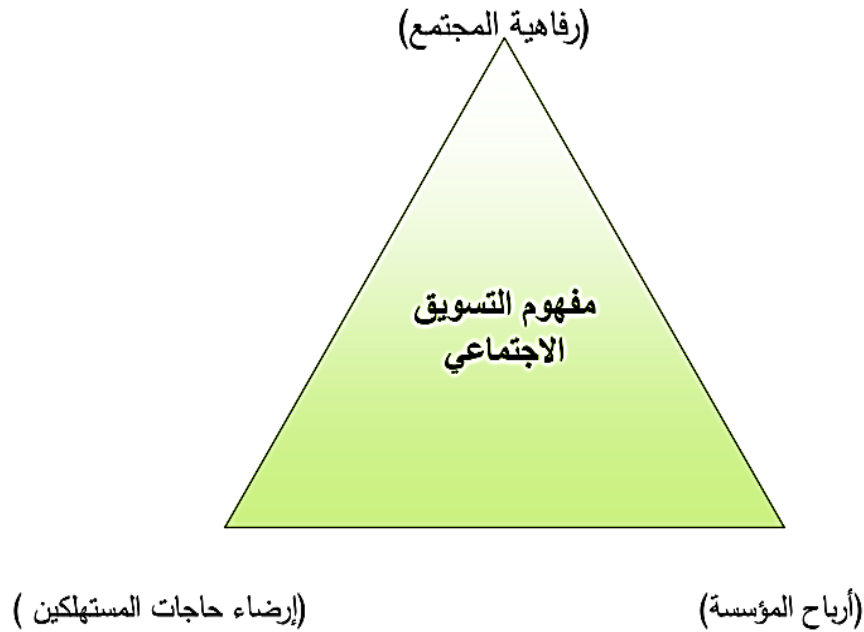 (رفاهية المجتمع)
مفهوم التسويق
الاجتماعي
(أرباح المؤسسة)
(إرضاء حاجات المستهلكين )